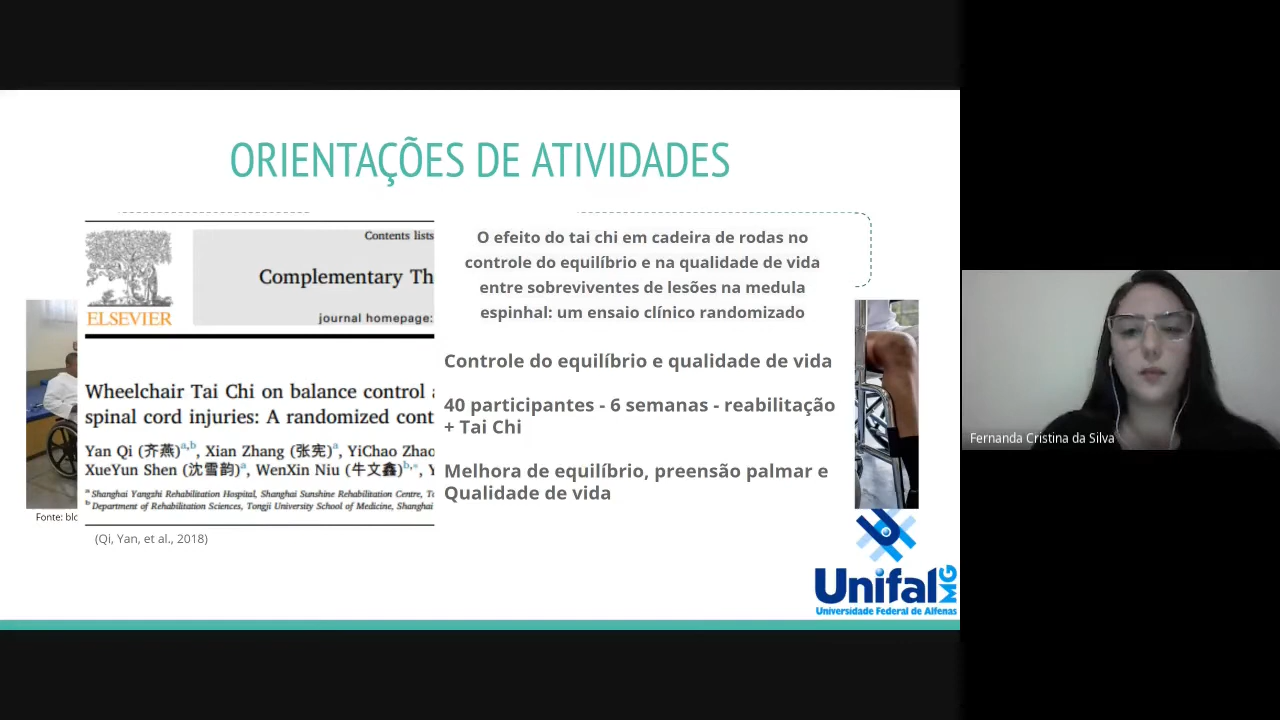 ORIENTAÇÕES DE ATIVIDADES
Contents lists
Complementary Th
journal homepage:
ELSEVIER
Wheelchair Tai Chi on balance control
spinal cord injuries: A randomized cont
Yan Qi (齐燕)a,b, Xian Zhang (张宪)a, YiChao Zhao
XueYun Shen (沈雪韵)a, WenXin Niu (牛文鑫)b,*, Y
a Shanghai Yangzhi Rehabilitation Hospital, Shanghai Sunshine Rehabilitation Centre, To
b Department of Rehabilitation Sciences, Tongji University School of Medicine, Shanghai
Fonte: blo
(Qi, Yan, et al., 2018)
O efeito do tai chi em cadeira de rodas no
controle do equilíbrio e na qualidade de vida
entre sobreviventes de lesões na medula
espinhal: um ensaio clínico randomizado
Controle do equilíbrio e qualidade de vida
40 participantes - 6 semanas - reabilitação
+ Tai Chi
Melhora de equilíbrio, preensão palmar e
Qualidade de vida
Unifal MG
Universidade Federal de Alfenas
Fernanda Cristina da Silva